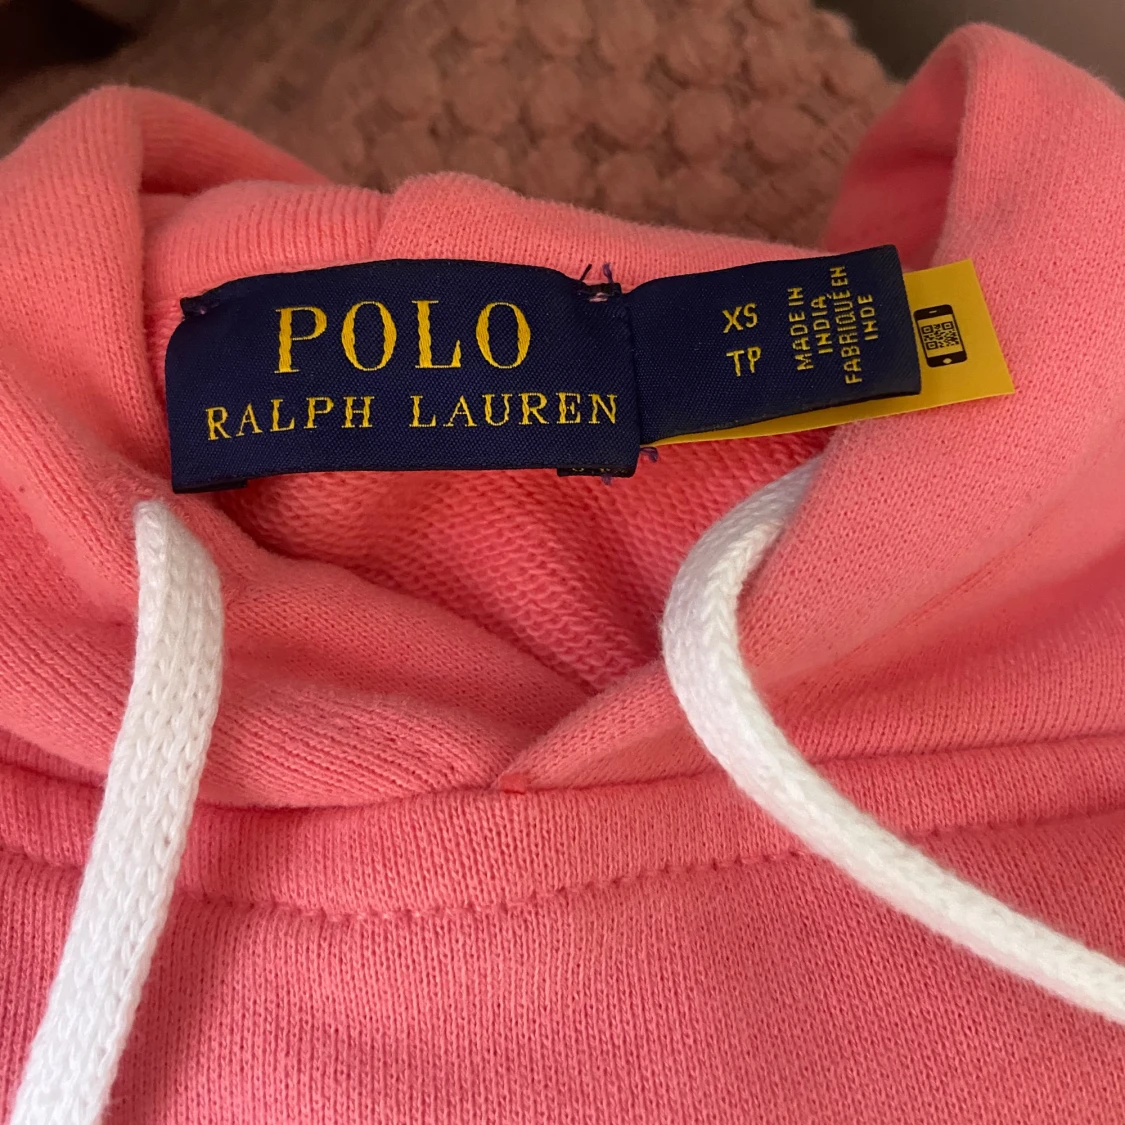 POLO
RALPH LAUREN
XS
TP
MADE IN
INDIA
FABRIQUÉ EN
INDE